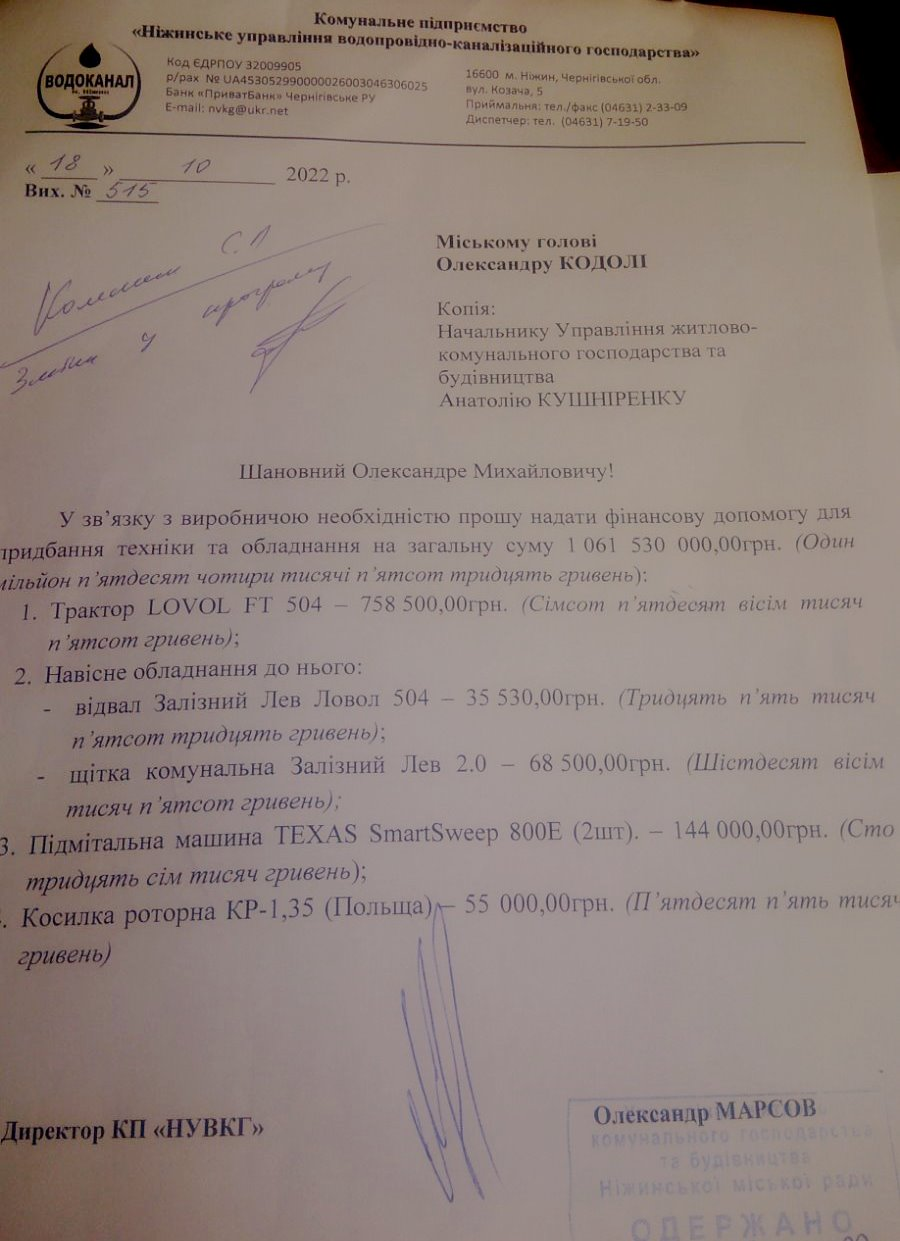 Комунальне підприємство
«Ніжинське управління водопровідно-каналізаційного господарства»
ВОДОКАНАЛ
м. Ніжин
Код ЄДРПОУ 32009905
р/рах № UA453052990000026003046306025
Банк «ПриватБанк» Чернігівське РУ
E-mail: nvkg@ukr.net
16600 м. Ніжин, Чернігівської обл.
вул. Козача, 5
Приймальня: тел./факс (04631) 2-33-09
Диспетчер: тел. (04631) 7-19-50
« 18 » 10 2022 р.
Вих. № 515
С.А
у програму
Міському голові
Олександру КОДОЛІ
Копія:
Начальнику Управління житлово-
комунального господарства та
будівництва
Анатолію КУШНІРЕНКУ
Шановний Олександре Михайловичу!
У зв’язку з виробничою необхідністю прошу надати фінансову допомогу для
придбання техніки та обладнання на загальну суму 1 061 530 000,00грн. (Один
мільйон п’ятдесят чотири тисячі п’ятсот тридцять гривень):
1. Трактор LOVOL FT 504 – 758 500,00грн. (Сімсот п’ятдесят вісім тисяч
п’ятсот гривень);
2. Навісне обладнання до нього:
- відвал Залізний Лев Ловол 504 – 35 530,00грн. (Тридцять п’ять тисяч
п’ятсот тридцять гривень);
- щітка комунальна Залізний Лев 2.0 – 68 500,00грн. (Шістдесят вісім
тисяч п’ятсот гривень);
3. Підмітальна машина TEXAS SmartSweep 800E (2шт). – 144 000,00грн. (Сто
тридцять сім тисяч гривень);
. Косилка роторна КР-1,35 (Польща) – 55 000,00грн. (П’ятдесят п’ять тисяч
гривень)
Директор КП «НУВКГ»
Олександр МАРСОВ
комунального господарства
та будівництва
Ніжинської міської ради
ОДЕРЖАНО